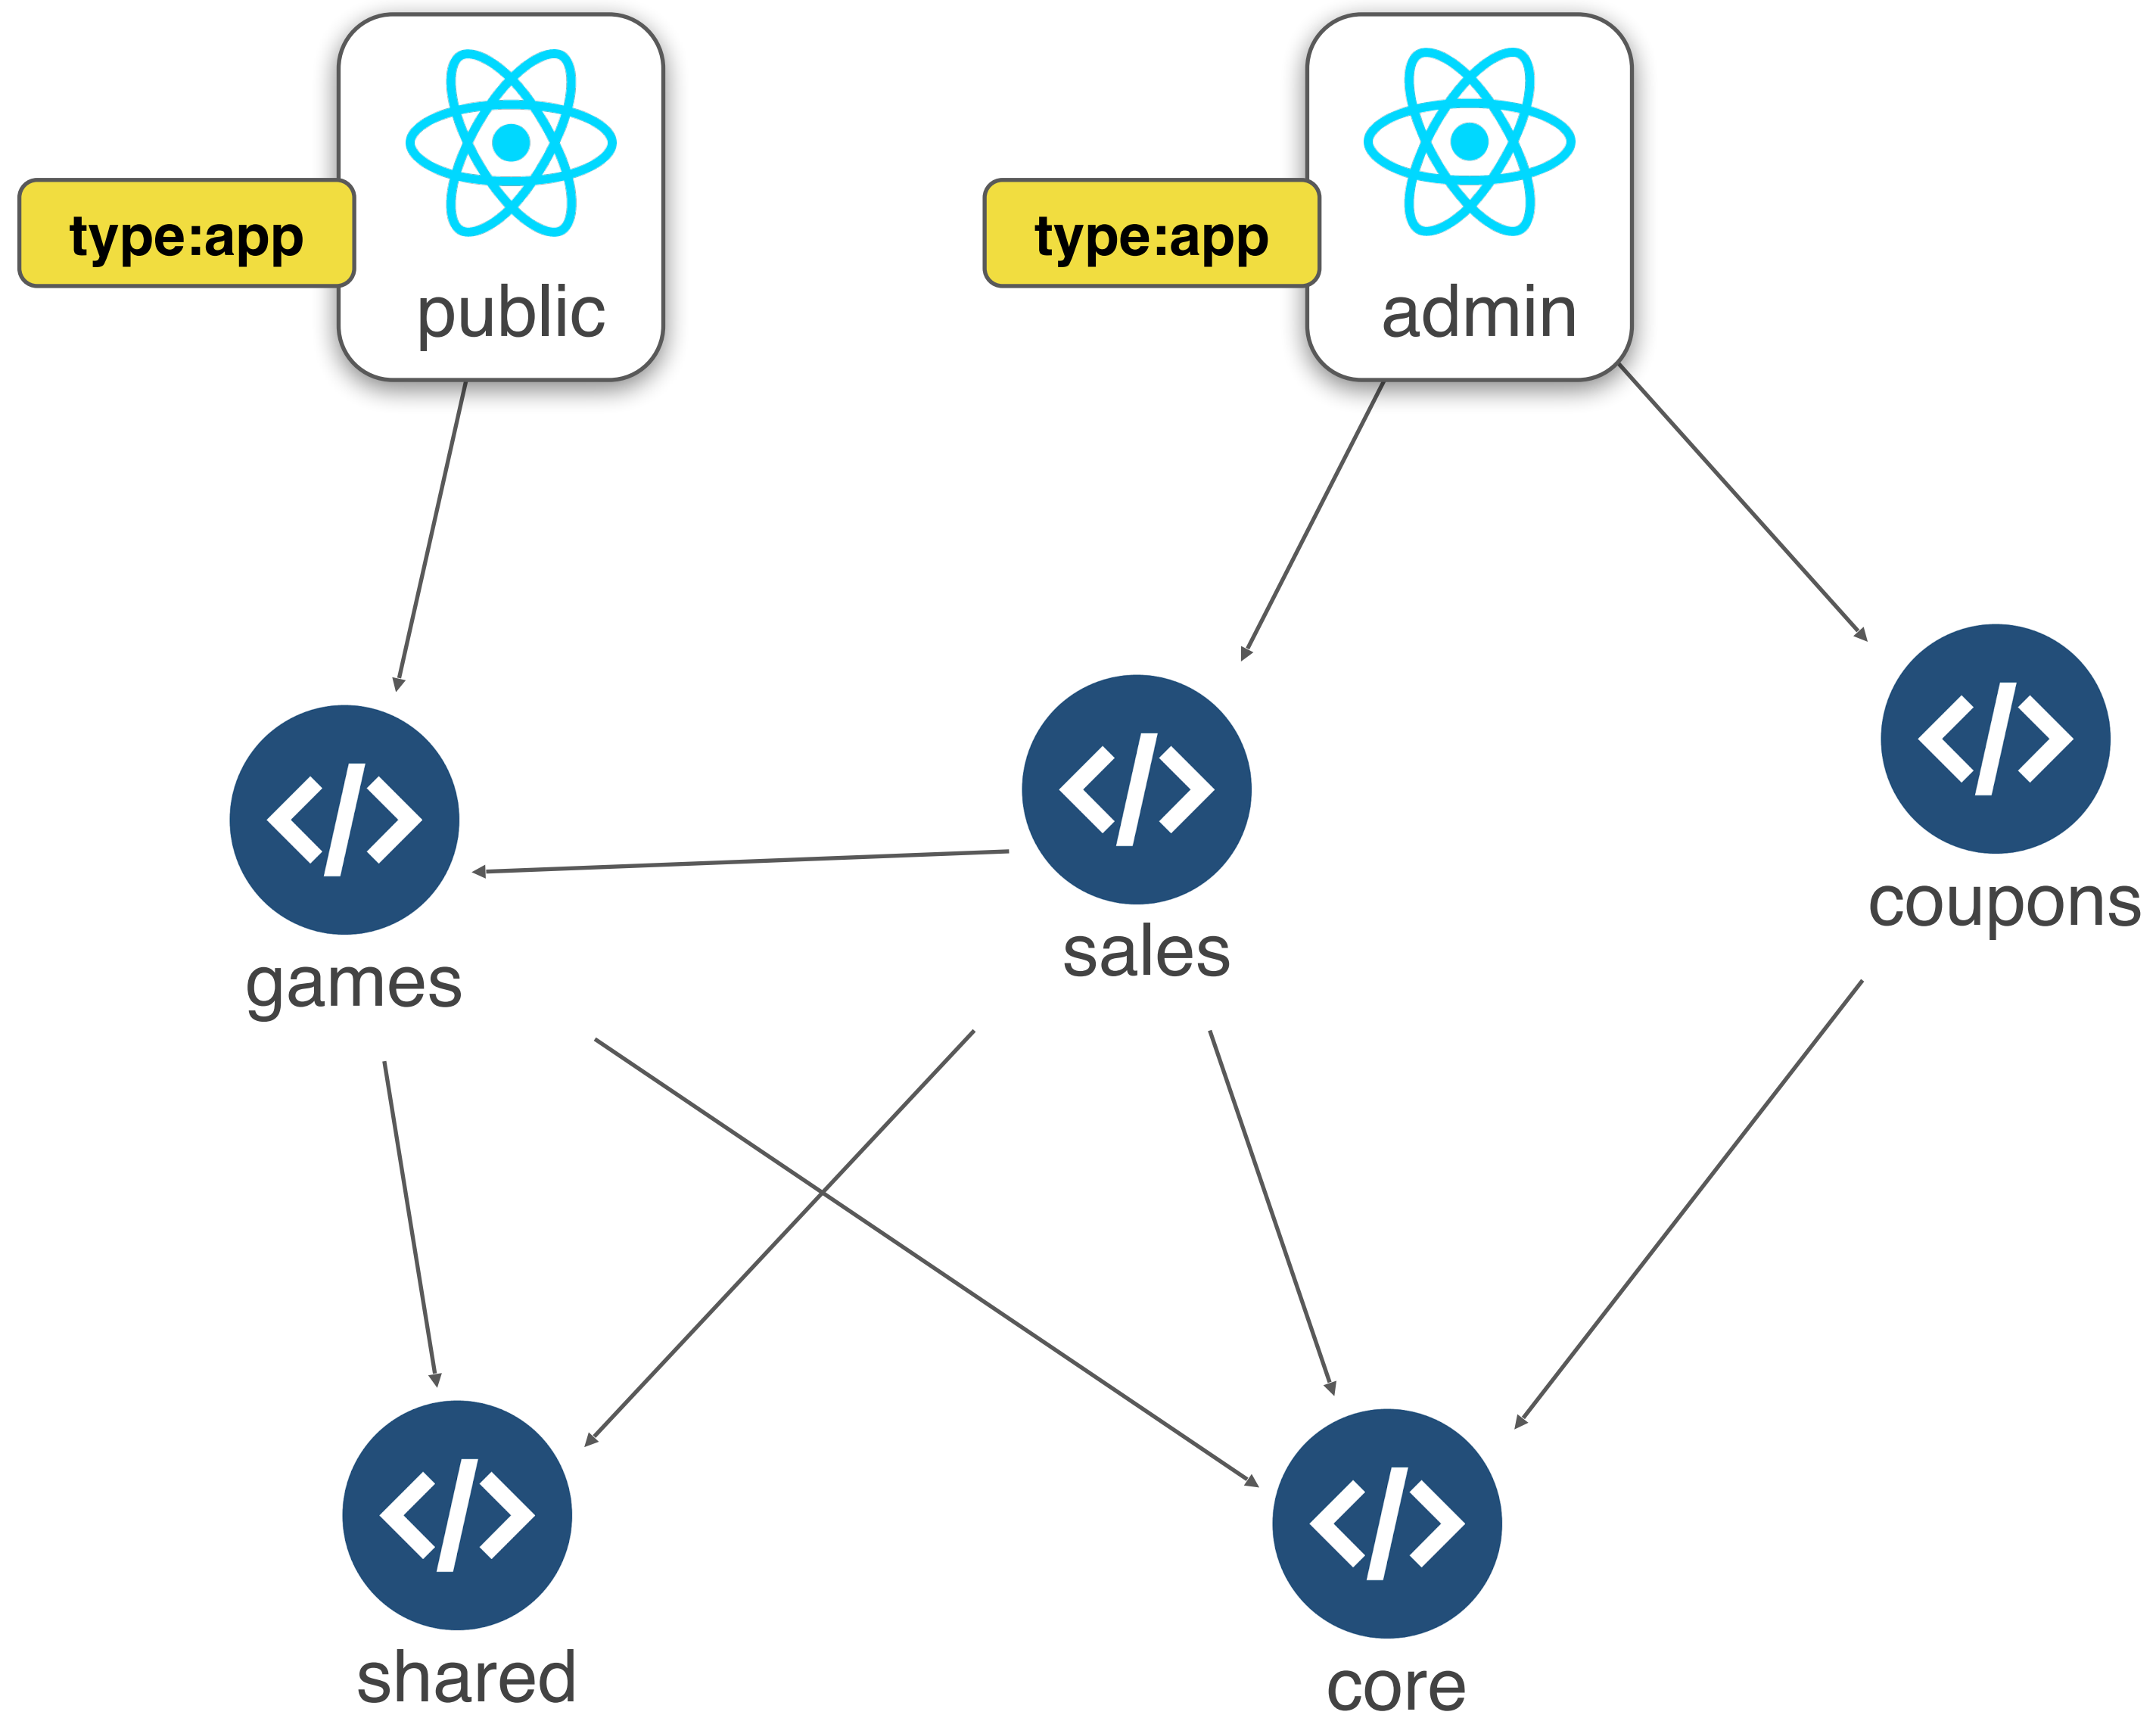 type:app
public
type:app
admin
games
sales
coupons
shared
core